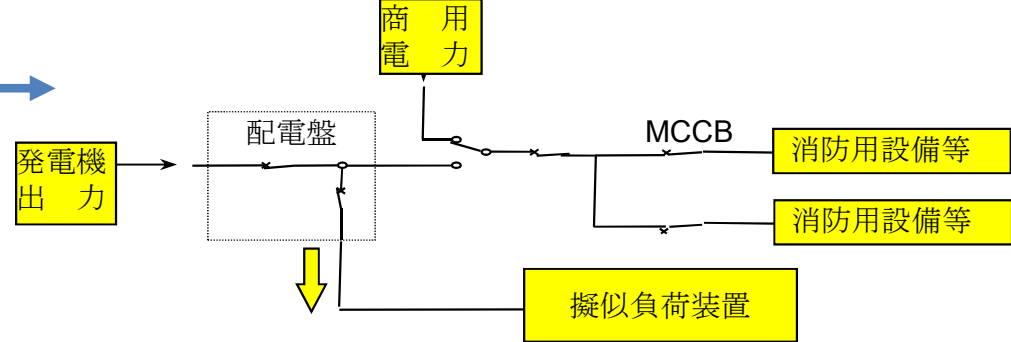 商　用
電　力
配電盤
MCCB
発電機
出　力
消防用設備等
消防用設備等
擬似負荷装置